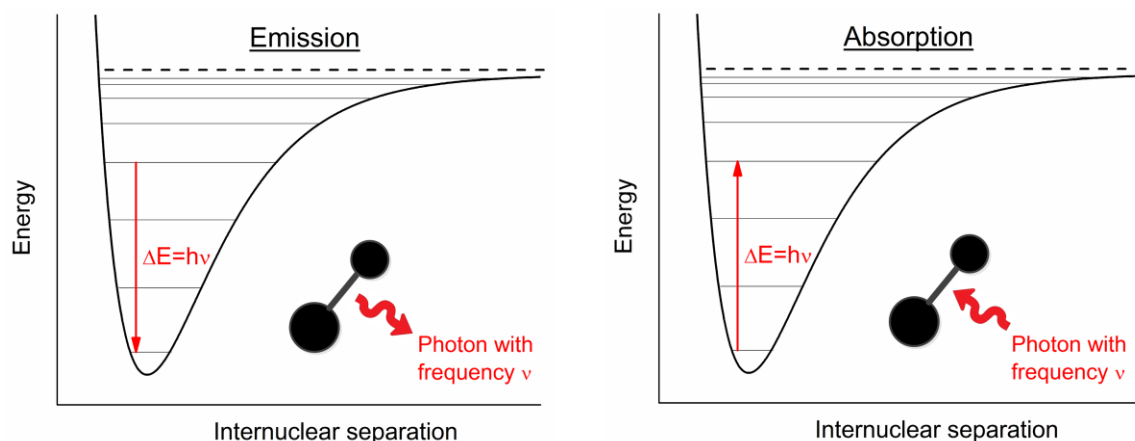 Emission
Energy
ΔE=hν
Photon with
frequency ν
Internuclear separation
Absorption
Energy
ΔE=hν
Photon with
frequency ν
Internuclear separation